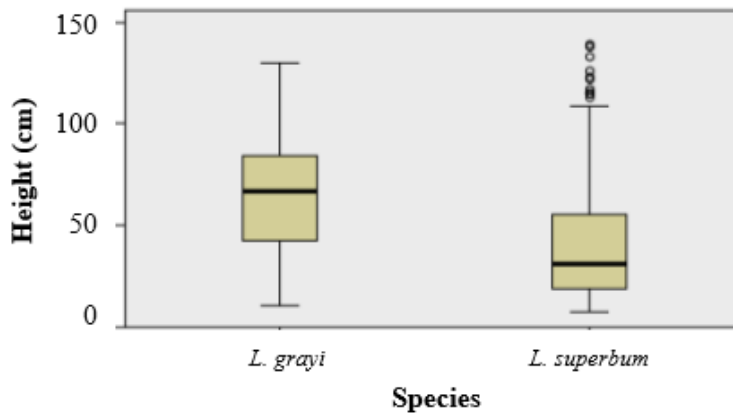 150
100
50
0
Height (cm)
L. grayi
L. superbum
Species